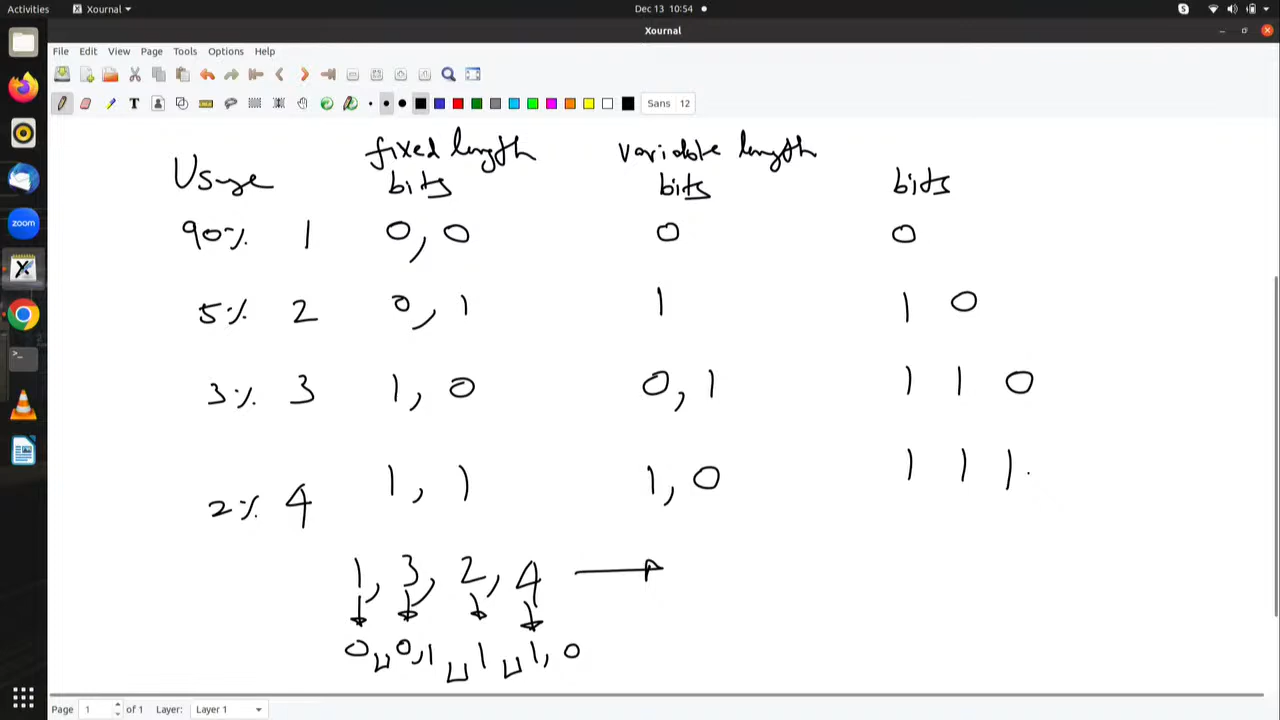 Activities Xournal Dec 13 10:54
Xournal
File Edit View Page Tools Options Help
Sans 12
fixed length variable length
Usage bits bits bits
90% 1 0,0 0 0
5% 2 0,1 1 1 0
3% 3 1,0 0,1 1 1 0
2% 4 1,1 1,0 1 1 1
1, 3, 2, 4
0 ␣ 0,1 ␣ 1 ␣ 1,0
zoom
Page 1 of 1 Layer: Layer 1